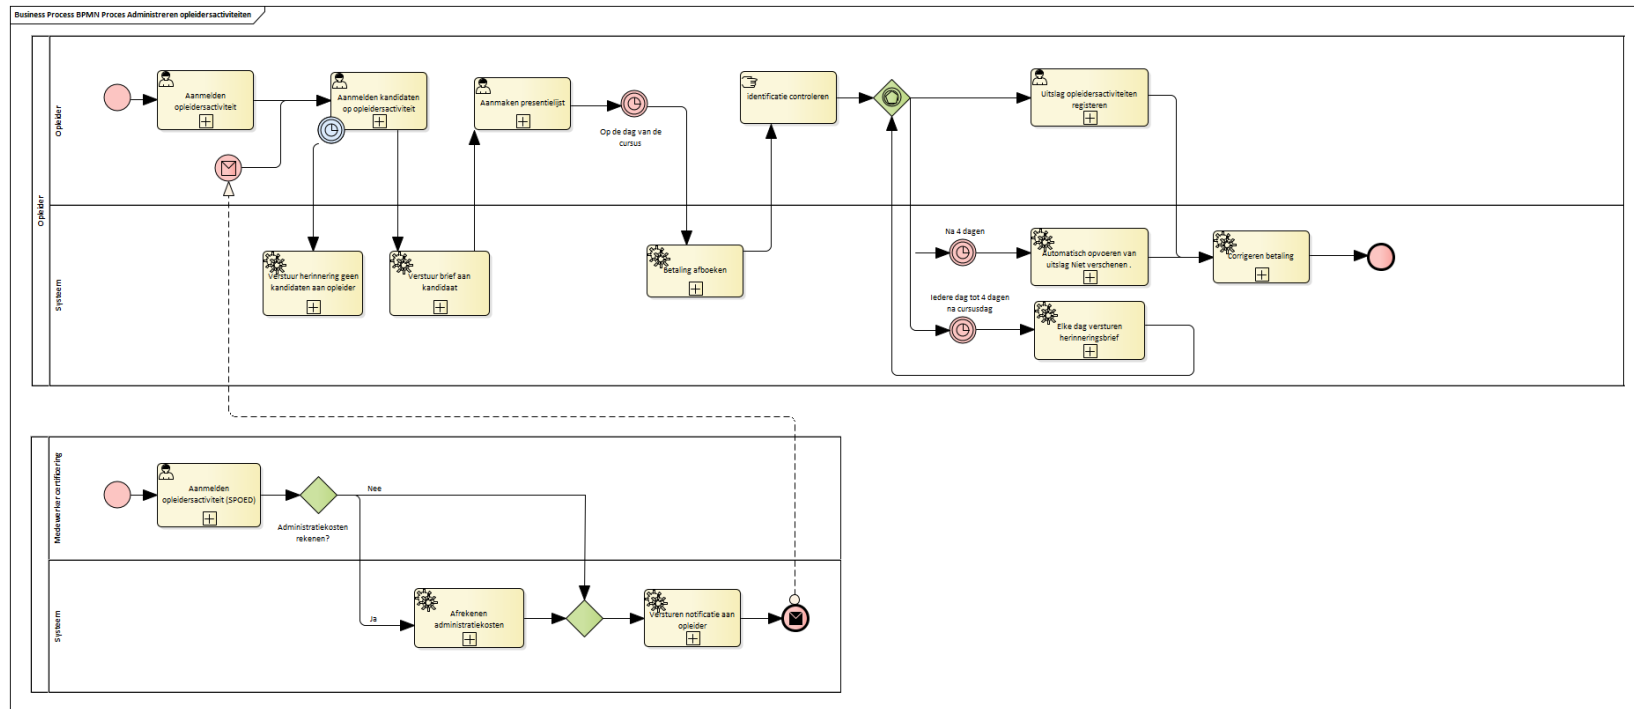 Business Process BPMN Proces Administreren opleidersactiviteiten
Opleider
Opleider
Systeem
Aanmelden
opleidersactiviteit
Aanmelden kandidaten
op opleidersactiviteit
Aanmaken presentielijst
Op de dag van de
cursus
identificatie controleren
Uitslag opleidersactiviteiten
registeren
Verstuur herinnering geen
kandidaten aan opleider
Verstuur brief aan
kandidaat
Betaling afboeken
Na 4 dagen
Automatisch opvoeren van
uitslag Niet verschenen .
Corrigeren betaling
Iedere dag tot 4 dagen
na cursusdag
Elke dag versturen
herinneringsbrief
Medewerker certificering
Systeem
Aanmelden
opleidersactiviteit (SPOED)
Nee
Administratiekosten
rekenen?
Ja
Afrekenen
administratiekosten
Versturen notificatie aan
opleider